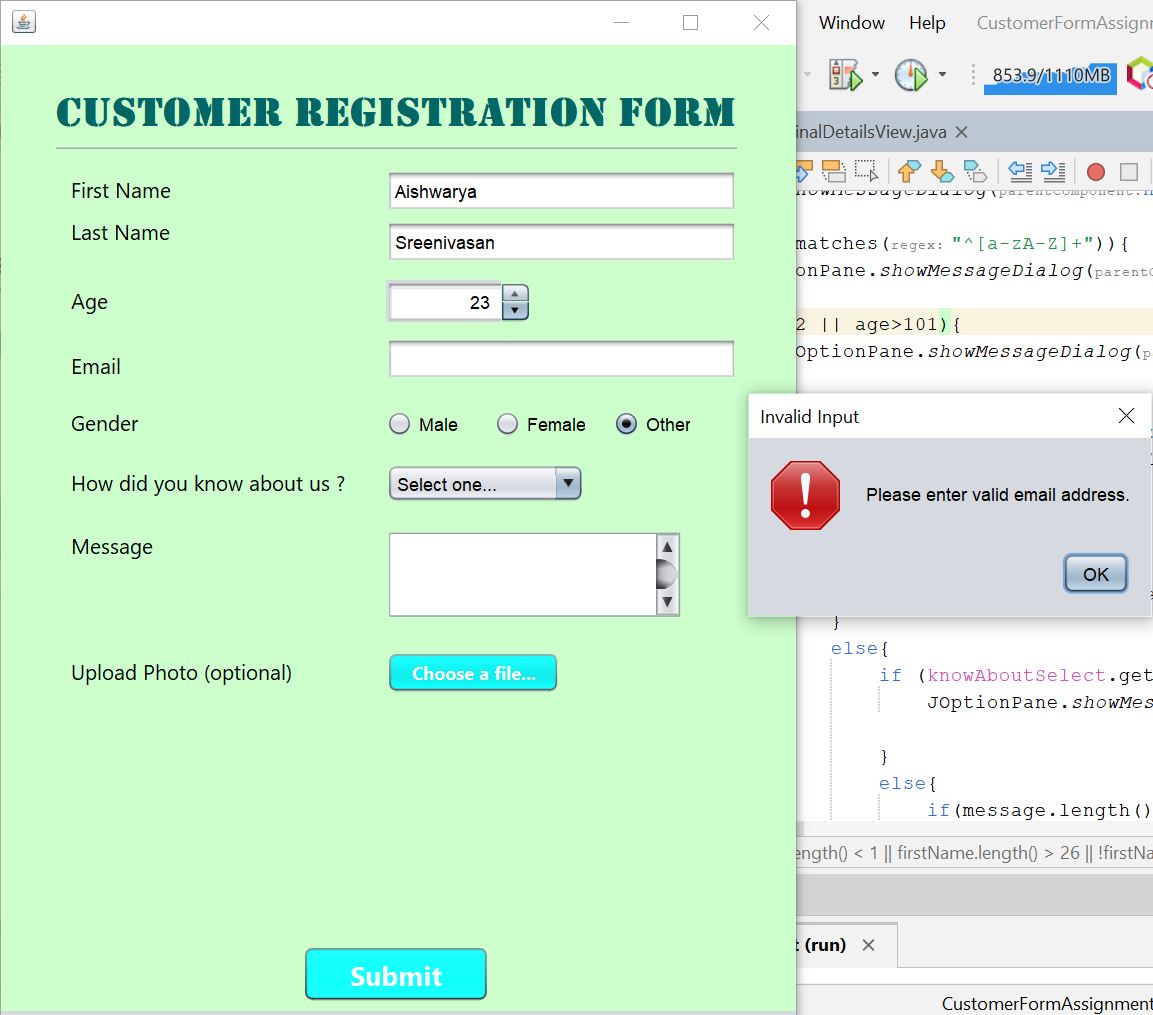 CUSTOMER REGISTRATION FORM
First Name
Aishwarya
Last Name
Sreenivasan
Age
23
Email
Gender
Male
Female
Other
How did you know about us ?
Select one...
Message
Upload Photo (optional)
Choose a file...
Submit
Window Help CustomerFormAssignm
853.9/1110MB
inalDetailsView.java
howMessageDialog(parentComponent:n
matches(regex: "^[a-zA-Z]+")){
onPane.showMessageDialog(parentC
2 || age>101){
OptionPane.showMessageDialog(p
Invalid Input
Please enter valid email address.
OK
}
else{
if (knowAboutSelect.get
JOptionPane.showMes
}
else{
if(message.length()
ength() < 1 || firstName.length() > 26 || !firstNa
t (run)
CustomerFormAssignment